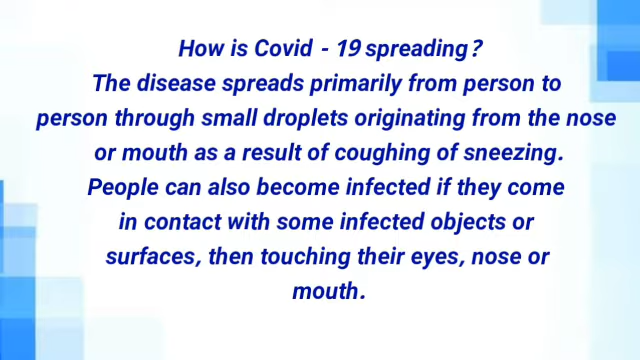 How is Covid - 19 spreading?
The disease spreads primarily from person to
person through small droplets originating from the nose
or mouth as a result of coughing of sneezing.
People can also become infected if they come
in contact with some infected objects or
surfaces, then touching their eyes, nose or
mouth.